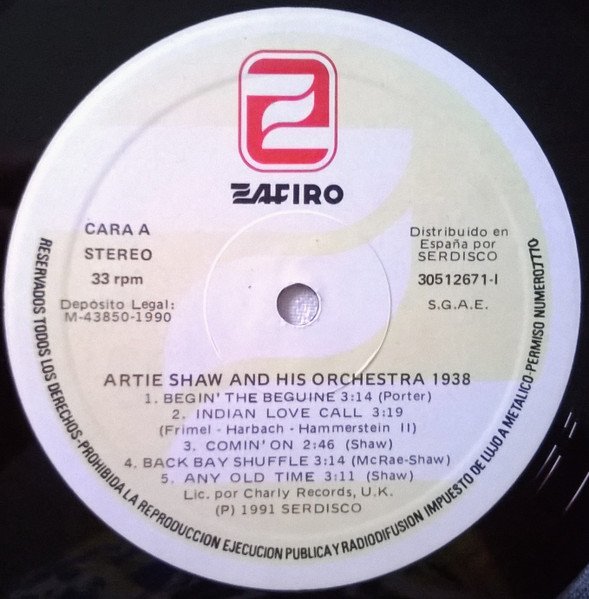 ZAFIRO
CARA A
STEREO
33 rpm
Depósito Legal:
M-43850-1990
Distribuido en
España por
SERDISCO
30512671-I
S.G.A.E.
ARTIE SHAW AND HIS ORCHESTRA 1938
1. BEGIN' THE BEGUINE 3:14 (Porter)
2. INDIAN LOVE CALL 3:19
(Frimel - Harbach - Hammerstein II)
3. COMIN' ON 2:46 (Shaw)
4. BACK BAY SHUFFLE 3:14 (McRae-Shaw)
5. ANY OLD TIME 3:11 (Shaw)
Lic. por Charly Records, U.K.
(P) 1991 SERDISCO
RESERVADOS TODOS LOS DERECHOS-PROHIBIDA LA REPRODUCCION EJECUCION PUBLICA Y RADIODIFUSION IMPUESTO DE LUJO A METALICO-PERMISO NUMERO7770